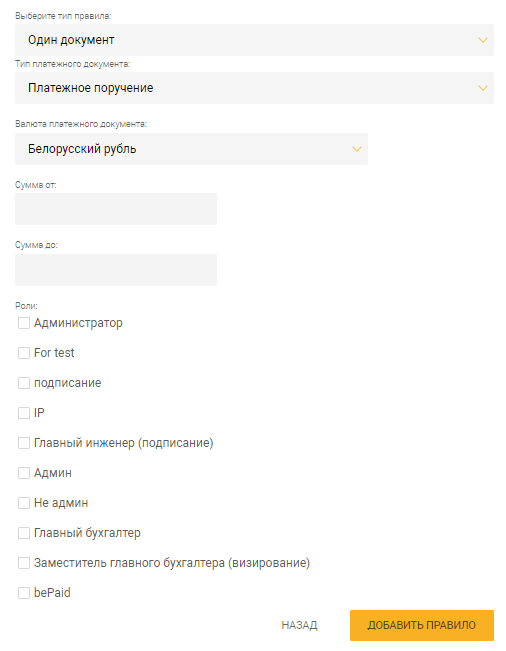 Выберите тип правила:
Один документ
Тип платежного документа:
Платежное поручение
Валюта платежного документа:
Белорусский рубль
Сумма от:
Сумма до:
Роли:
Администратор
For test
подписание
IP
Главный инженер (подписание)
Админ
Не админ
Главный бухгалтер
Заместитель главного бухгалтера (визирование)
bePaid
НАЗАД ДОБАВИТЬ ПРАВИЛО